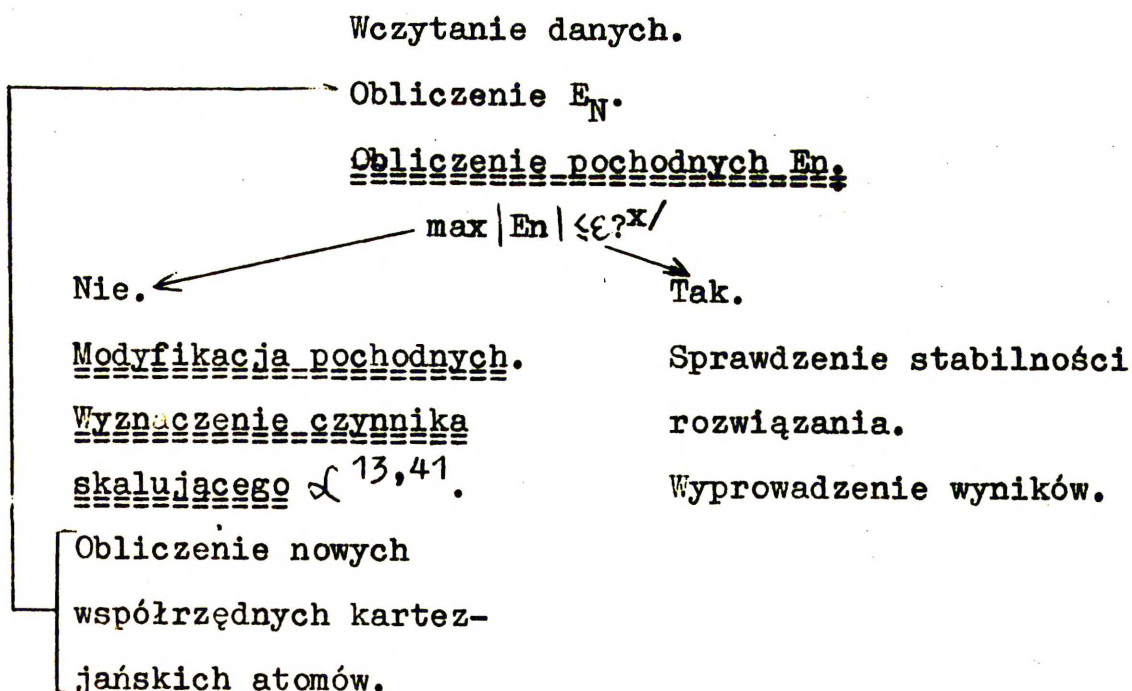 Wczytanie danych.
Obliczenie E_N.
Obliczenie pochodnych En.
max |En| ≤ε?x/
Nie.
Modyfikacja pochodnych.
Wyznaczenie czynnika
skalującego α 13,41.
Obliczenie nowych
współrzędnych kartez-
jańskich atomów.
Tak.
Sprawdzenie stabilności
rozwiązania.
Wyprowadzenie wyników.